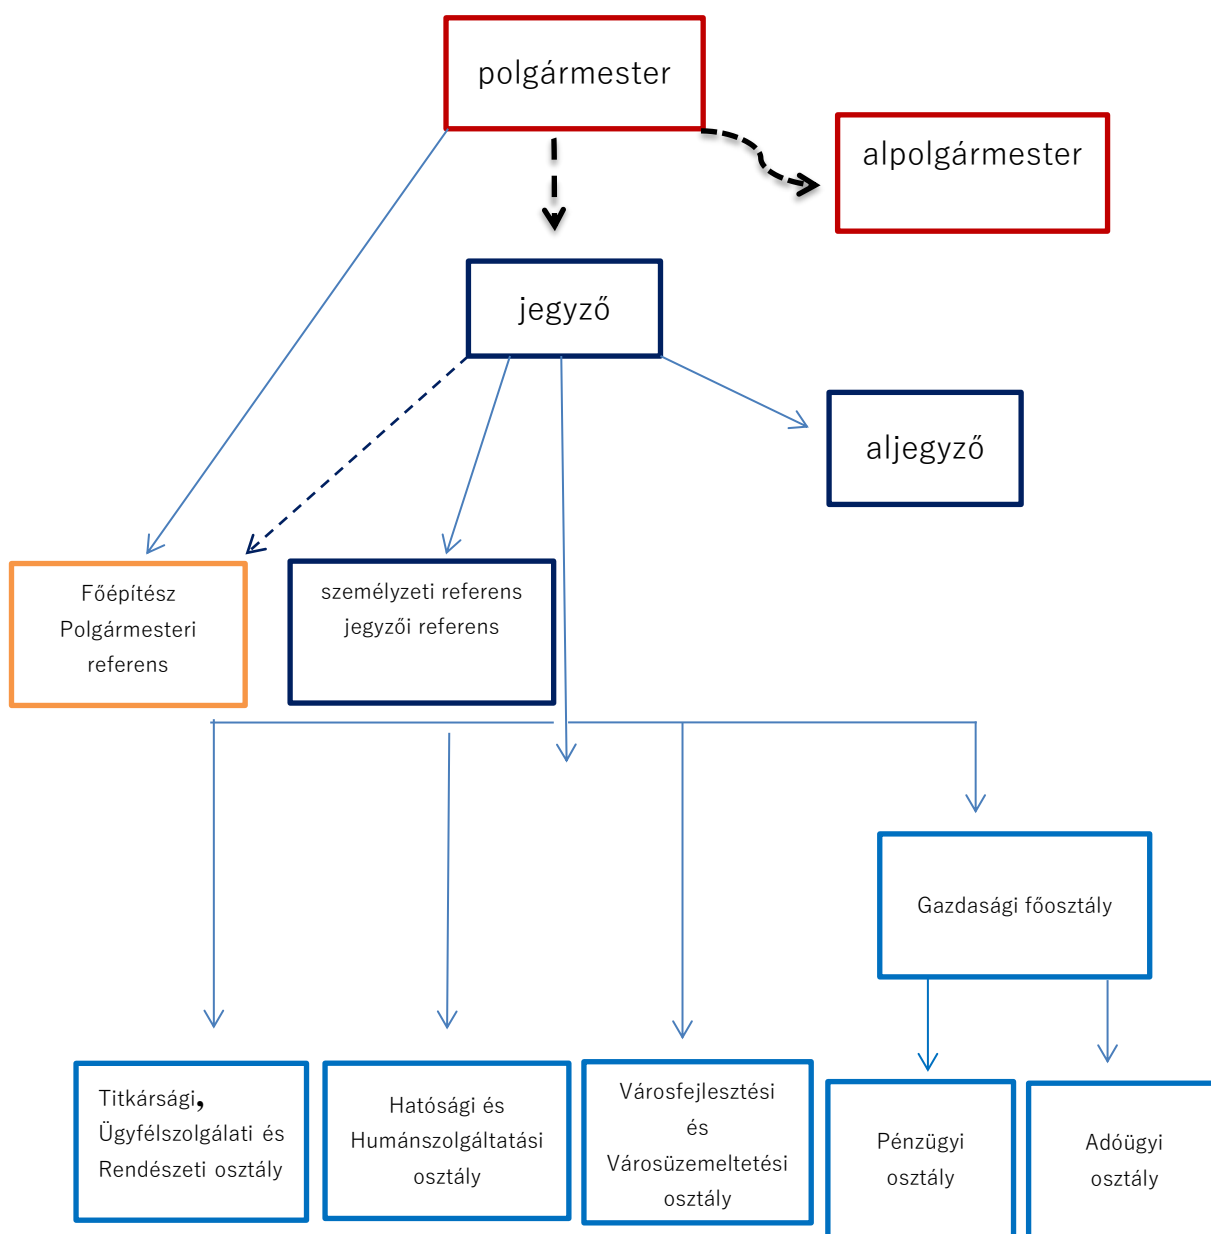 polgármester
alpolgármester
jegyző
aljegyző
Főépítész
Polgármesteri
referens
személyzeti referens
jegyzői referens
Gazdasági főosztály
Titkársági,
Ügyfélszolgálati és
Rendészeti osztály
Hatósági és
Humánszolgáltatási
osztály
Városfejlesztési
és
Városüzemeltetési
osztály
Pénzügyi
osztály
Adóügyi
osztály